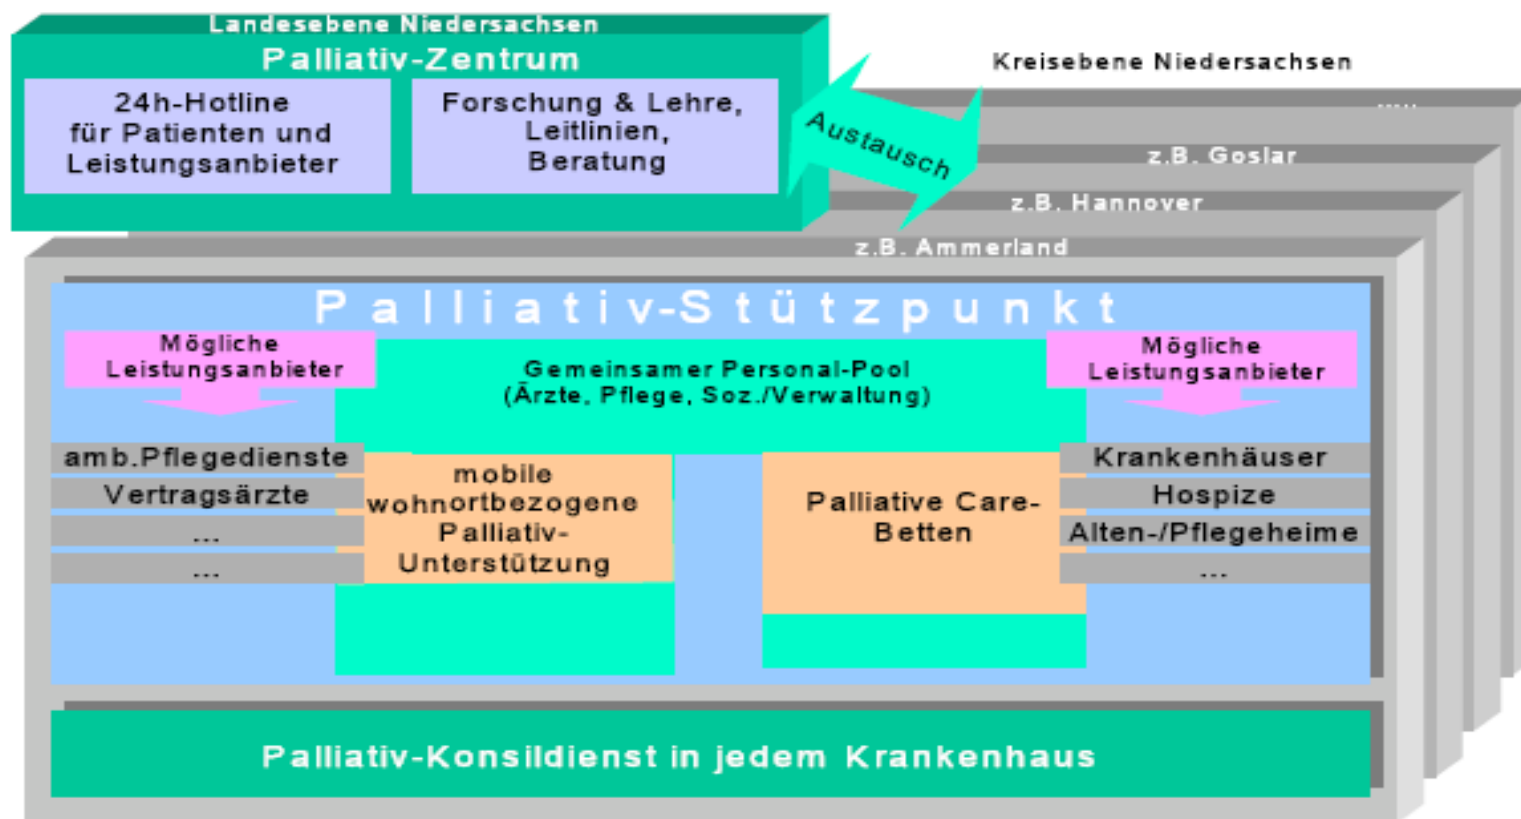 Landesebene Niedersachsen
Palliativ-Zentrum
24h-Hotline
für Patienten und
Leistungsanbieter
Forschung & Lehre,
Leitlinien,
Beratung
Austausch
Kreisebene Niedersachsen
.....
z.B. Goslar
z.B. Hannover
z.B. Ammerland
Palliativ-Stützpunkt
Mögliche
Leistungsanbieter
Gemeinsamer Personal-Pool
(Ärzte, Pflege, Soz./Verwaltung)
Mögliche
Leistungsanbieter
amb.Pflegedienste
Vertragsärzte
...
...
mobile
wohnortbezogene
Palliativ-
Unterstützung
Palliative Care-
Betten
Krankenhäuser
Hospize
Alten-/Pflegeheime
...
Palliativ-Konsildienst in jedem Krankenhaus